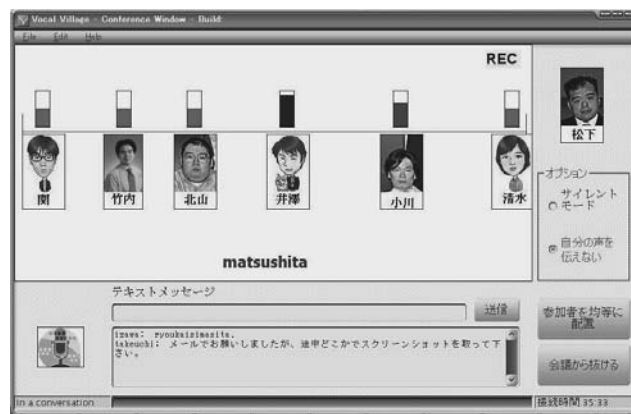 Vocal Village - Conference Window - Build:
File Edit Help
REC
関 竹内 北山 井澤 小川 清水
松下
オプション
サイレント
モード
自分の声を
伝えない
matsushita
テキストメッセージ
送信
参加者を均等に
配置
izawa: ryoukaisimasita.
takeuchi: メールでお願いしましたが、途中どこかでスクリーンショットを取って下
さい。
会議から抜ける
In a conversation
接続時間 35:33